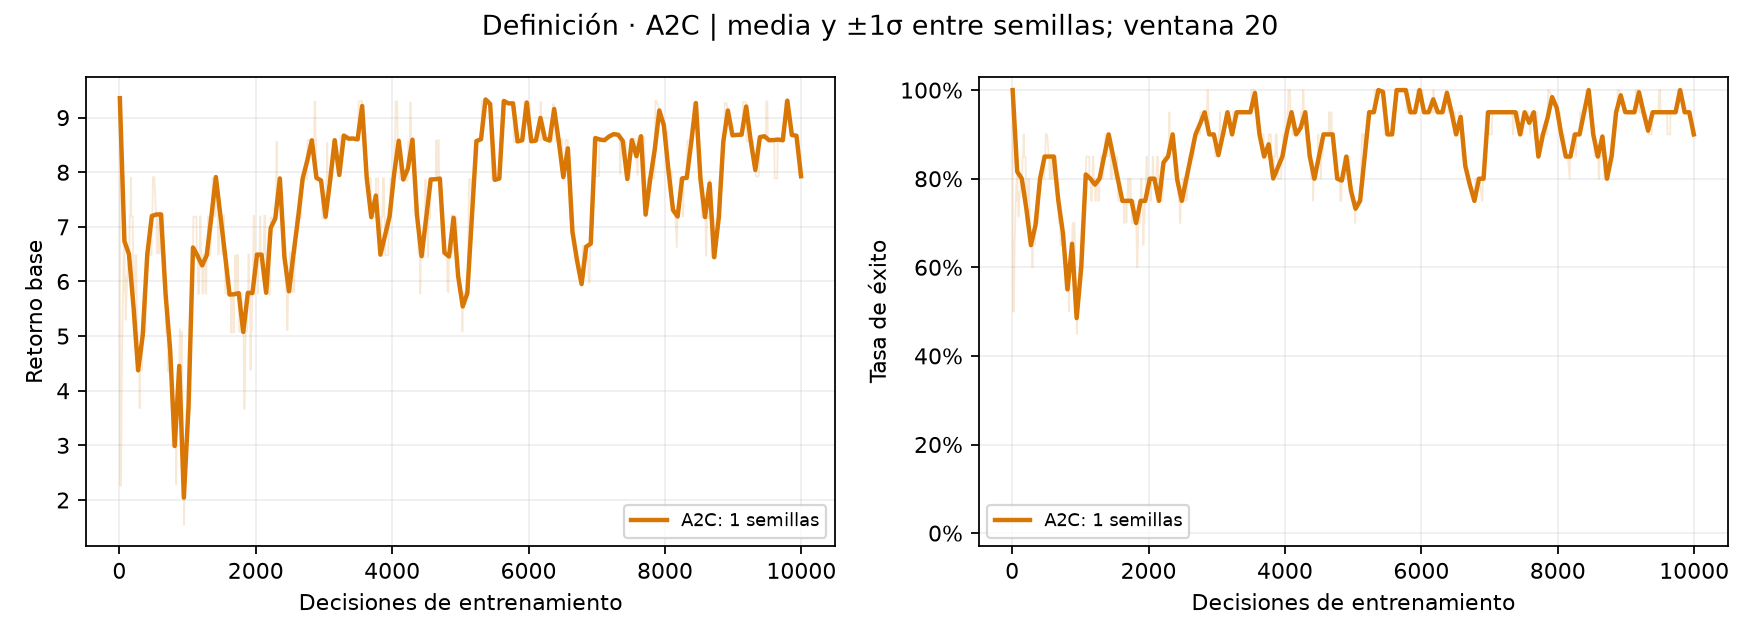 Definición · A2C | media y ±1σ entre semillas; ventana 20
Retorno base
9
8
7
6
5
4
3
2
A2C: 1 semillas
0 2000 4000 6000 8000 10000
Decisiones de entrenamiento
Tasa de éxito
100%
80%
60%
40%
20%
0%
A2C: 1 semillas
0 2000 4000 6000 8000 10000
Decisiones de entrenamiento